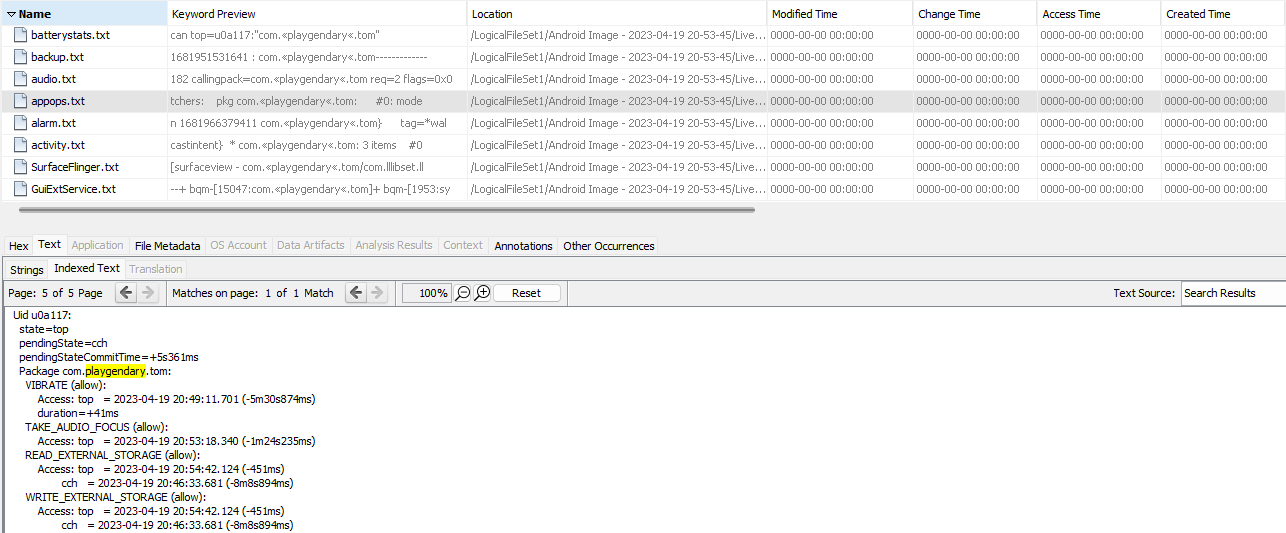 Name Keyword Preview Location Modified Time Change Time Access Time Created Time
batterystats.txt can top=u0a117:"com.«playgendary«.tom" /LogicalFileSet1/Android Image - 2023-04-19 20-53-45/Live... 0000-00-00 00:00:00 0000-00-00 00:00:00 0000-00-00 00:00:00 0000-00-00 00:00:00
backup.txt 1681951531641 : com.«playgendary«.tom------------- /LogicalFileSet1/Android Image - 2023-04-19 20-53-45/Live... 0000-00-00 00:00:00 0000-00-00 00:00:00 0000-00-00 00:00:00 0000-00-00 00:00:00
audio.txt 182 callingpack=com.«playgendary«.tom req=2 flags=0x0 /LogicalFileSet1/Android Image - 2023-04-19 20-53-45/Live... 0000-00-00 00:00:00 0000-00-00 00:00:00 0000-00-00 00:00:00 0000-00-00 00:00:00
appops.txt tchers: pkg com.«playgendary«.tom: #0: mode /LogicalFileSet1/Android Image - 2023-04-19 20-53-45/Live... 0000-00-00 00:00:00 0000-00-00 00:00:00 0000-00-00 00:00:00 0000-00-00 00:00:00
alarm.txt n 1681966379411 com.«playgendary«.tom} tag=*wal /LogicalFileSet1/Android Image - 2023-04-19 20-53-45/Live... 0000-00-00 00:00:00 0000-00-00 00:00:00 0000-00-00 00:00:00 0000-00-00 00:00:00
activity.txt castintent} * com.«playgendary«.tom: 3 items #0 /LogicalFileSet1/Android Image - 2023-04-19 20-53-45/Live... 0000-00-00 00:00:00 0000-00-00 00:00:00 0000-00-00 00:00:00 0000-00-00 00:00:00
SurfaceFlinger.txt [surfaceview - com.«playgendary«.tom/com.lllibset.ll /LogicalFileSet1/Android Image - 2023-04-19 20-53-45/Live... 0000-00-00 00:00:00 0000-00-00 00:00:00 0000-00-00 00:00:00 0000-00-00 00:00:00
GuiExtService.txt ---+ bqm-[15047:com.«playgendary«.tom]+ bqm-[1953:sy /LogicalFileSet1/Android Image - 2023-04-19 20-53-45/Live... 0000-00-00 00:00:00 0000-00-00 00:00:00 0000-00-00 00:00:00 0000-00-00 00:00:00
Hex Text Application File Metadata OS Account Data Artifacts Analysis Results Context Annotations Other Occurrences
Strings Indexed Text Translation
Page: 5 of 5 Page Matches on page: 1 of 1 Match 100% Reset Text Source: Search Results
Uid u0a117:
state=top
pendingState=cch
pendingStateCommitTime=+5s361ms
Package com.playgendary.tom:
VIBRATE (allow):
Access: top = 2023-04-19 20:49:11.701 (-5m30s874ms)
duration=+41ms
TAKE_AUDIO_FOCUS (allow):
Access: top = 2023-04-19 20:53:18.340 (-1m24s235ms)
READ_EXTERNAL_STORAGE (allow):
Access: top = 2023-04-19 20:54:42.124 (-451ms)
cch = 2023-04-19 20:46:33.681 (-8m8s894ms)
WRITE_EXTERNAL_STORAGE (allow):
Access: top = 2023-04-19 20:54:42.124 (-451ms)
cch = 2023-04-19 20:46:33.681 (-8m8s894ms)